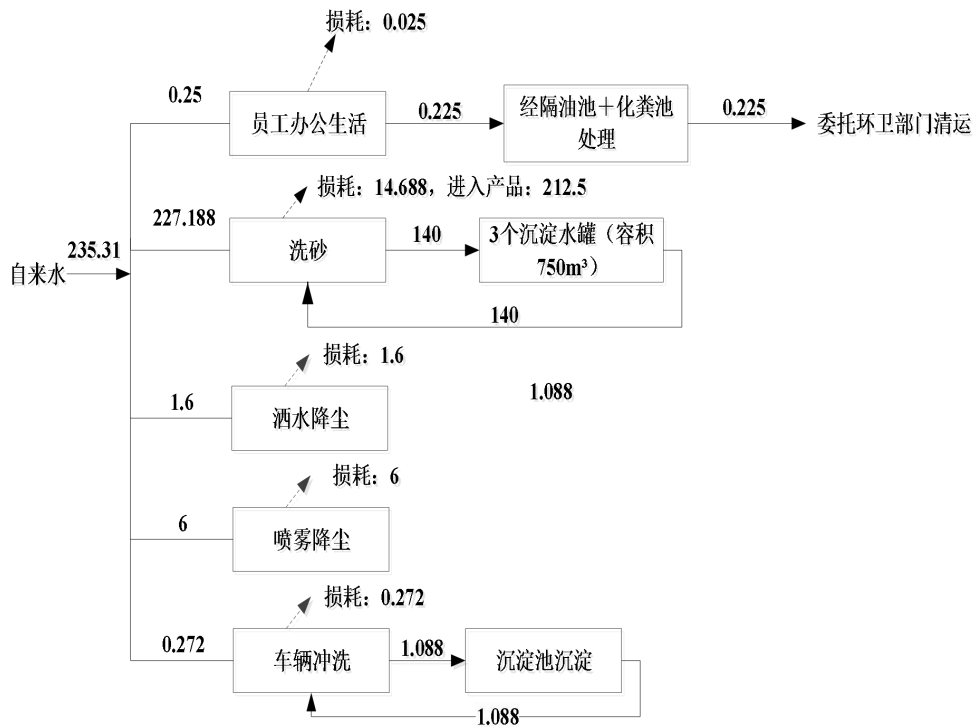 损耗：0.025
0.25
员工办公生活
0.225
经隔油池＋化粪池
处理
0.225
委托环卫部门清运
损耗：14.688，进入产品：212.5
227.188
洗砂
140
3个沉淀水罐（容积
750m³）
140
235.31
自来水
损耗：1.6
1.6
洒水降尘
1.088
损耗：6
6
喷雾降尘
损耗：0.272
0.272
车辆冲洗
1.088
沉淀池沉淀
1.088